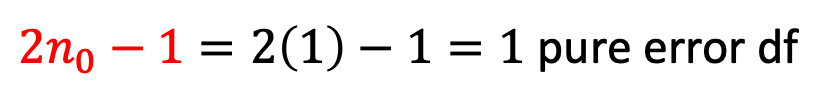 2n₀ − 1 = 2(1) − 1 = 1 pure error df